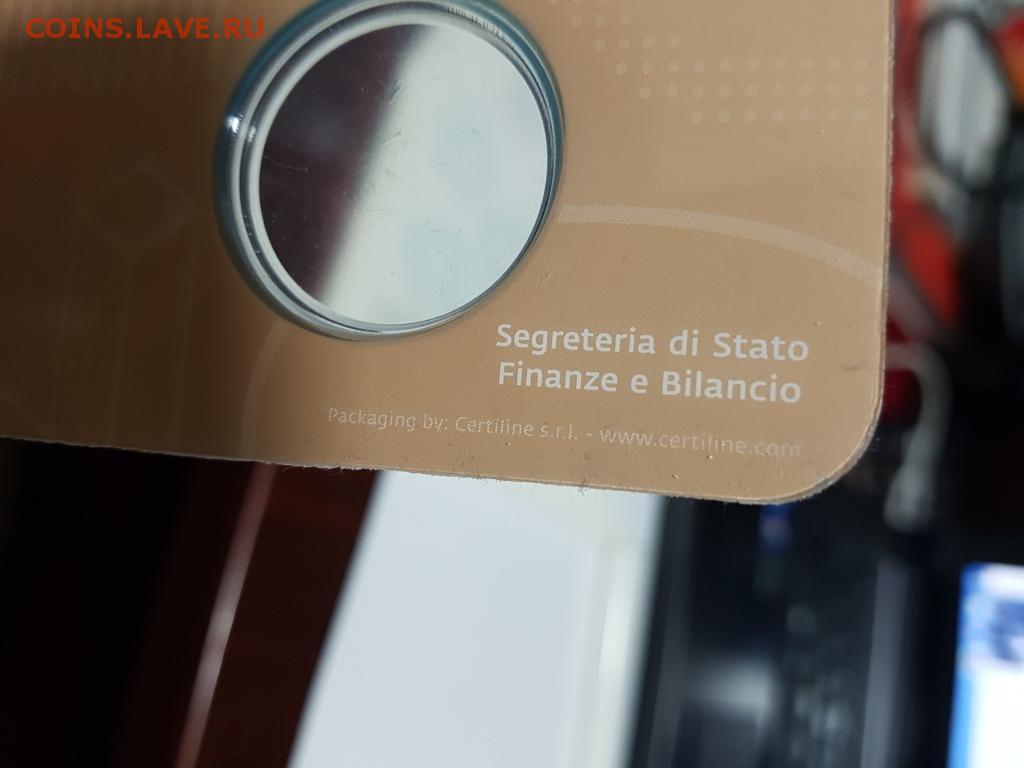 COINS.LAVE.RU
Segreteria di Stato
Finanze e Bilancio
Packaging by: Certiline s.r.l. - www.certiline.com